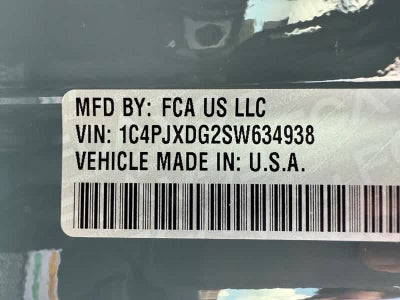 MFD BY: FCA US LLC
VIN: 1C4PJXDG2SW634938
VEHICLE MADE IN: U.S.A.